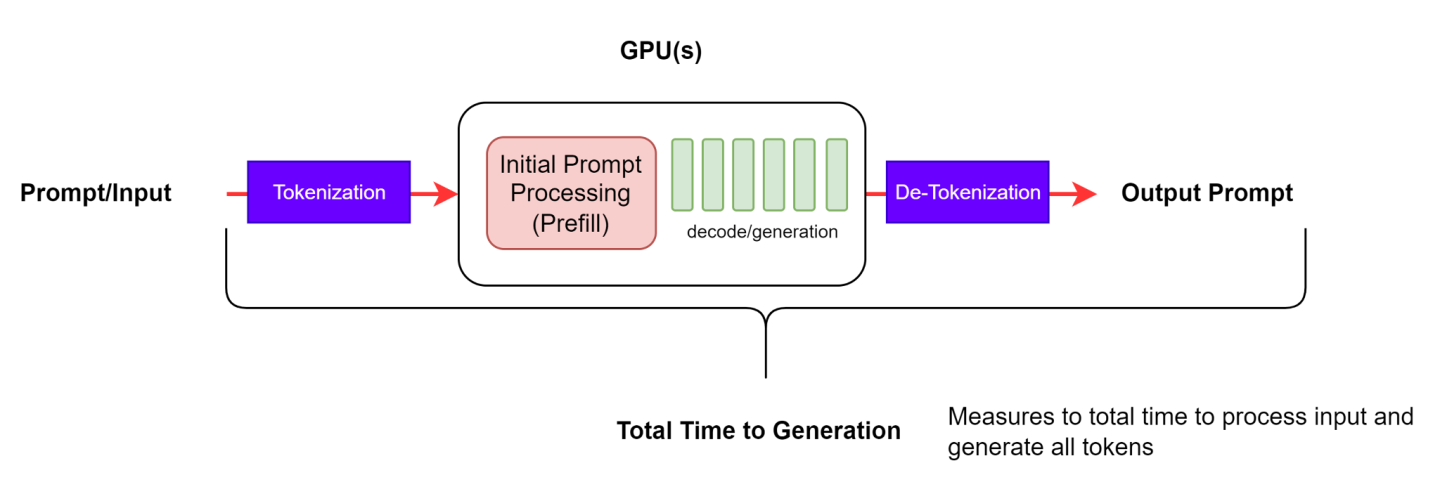 GPU(s)
Prompt/Input
Tokenization
Initial Prompt
Processing
(Prefill)
decode/generation
De-Tokenization
Output Prompt
Total Time to Generation
Measures to total time to process input and
generate all tokens